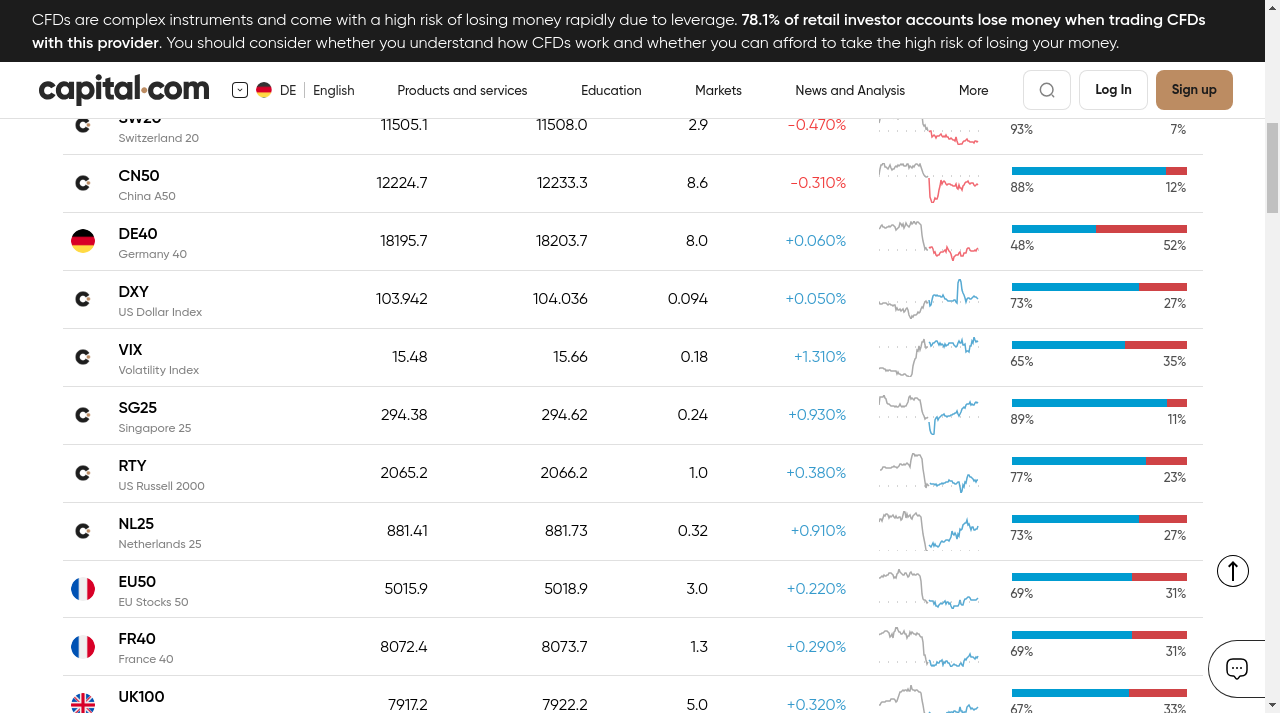 CFDs are complex instruments and come with a high risk of losing money rapidly due to leverage. 78.1% of retail investor accounts lose money when trading CFDs
with this provider. You should consider whether you understand how CFDs work and whether you can afford to take the high risk of losing your money.
capital.com DE English Products and services Education Markets News and Analysis More Log In Sign up
SW20 11505.1 11508.0 2.9 -0.470% 93% 7%
Switzerland 20
CN50 12224.7 12233.3 8.6 -0.310% 88% 12%
China A50
DE40 18195.7 18203.7 8.0 +0.060% 48% 52%
Germany 40
DXY 103.942 104.036 0.094 +0.050% 73% 27%
US Dollar Index
VIX 15.48 15.66 0.18 +1.310% 65% 35%
Volatility Index
SG25 294.38 294.62 0.24 +0.930% 89% 11%
Singapore 25
RTY 2065.2 2066.2 1.0 +0.380% 77% 23%
US Russell 2000
NL25 881.41 881.73 0.32 +0.910% 73% 27%
Netherlands 25
EU50 5015.9 5018.9 3.0 +0.220% 69% 31%
EU Stocks 50
FR40 8072.4 8073.7 1.3 +0.290% 69% 31%
France 40
UK100 7917.2 7922.2 5.0 +0.320% 67% 33%